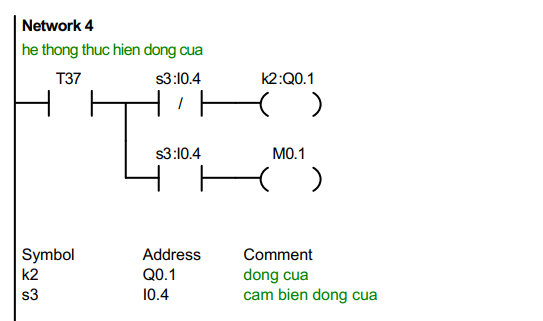 Network 4
he thong thuc hien dong cua
T37 s3:I0.4 k2:Q0.1
/
s3:I0.4 M0.1
Symbol Address Comment
k2 Q0.1 dong cua
s3 I0.4 cam bien dong cua